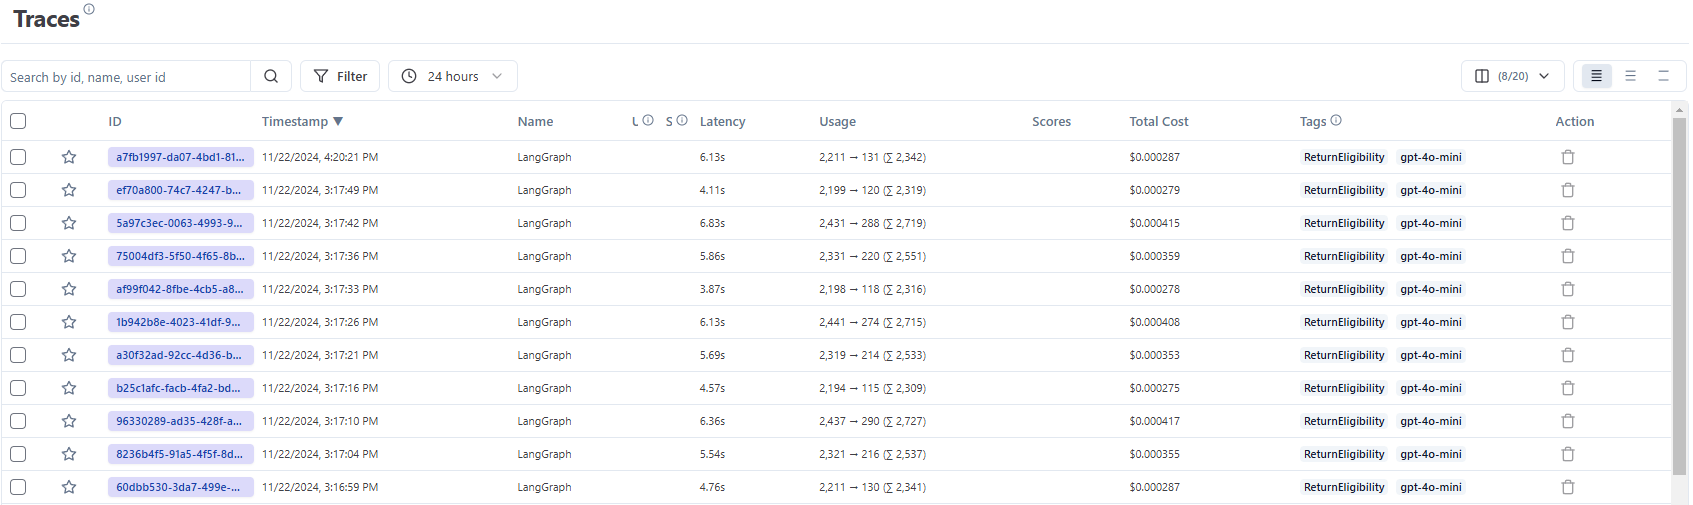 Traces
Search by id, name, user id Filter 24 hours (8/20)
ID Timestamp ▼ Name U S Latency Usage Scores Total Cost Tags Action
a7fb1997-da07-4bd1-81... 11/22/2024, 4:20:21 PM LangGraph 6.13s 2,211 → 131 (∑ 2,342) $0.000287 ReturnEligibility gpt-4o-mini
ef70a800-74c7-4247-b... 11/22/2024, 3:17:49 PM LangGraph 4.11s 2,199 → 120 (∑ 2,319) $0.000279 ReturnEligibility gpt-4o-mini
5a97c3ec-0063-4993-9... 11/22/2024, 3:17:42 PM LangGraph 6.83s 2,431 → 288 (∑ 2,719) $0.000415 ReturnEligibility gpt-4o-mini
75004df3-5f50-4f65-8b... 11/22/2024, 3:17:36 PM LangGraph 5.86s 2,331 → 220 (∑ 2,551) $0.000359 ReturnEligibility gpt-4o-mini
af99f042-8fbe-4cb5-a8... 11/22/2024, 3:17:33 PM LangGraph 3.87s 2,198 → 118 (∑ 2,316) $0.000278 ReturnEligibility gpt-4o-mini
1b942b8e-4023-41df-9... 11/22/2024, 3:17:26 PM LangGraph 6.13s 2,441 → 274 (∑ 2,715) $0.000408 ReturnEligibility gpt-4o-mini
a30f32ad-92cc-4d36-b... 11/22/2024, 3:17:21 PM LangGraph 5.69s 2,319 → 214 (∑ 2,533) $0.000353 ReturnEligibility gpt-4o-mini
b25c1afc-facb-4fa2-bd... 11/22/2024, 3:17:16 PM LangGraph 4.57s 2,194 → 115 (∑ 2,309) $0.000275 ReturnEligibility gpt-4o-mini
96330289-ad35-428f-a... 11/22/2024, 3:17:10 PM LangGraph 6.36s 2,437 → 290 (∑ 2,727) $0.000417 ReturnEligibility gpt-4o-mini
8236b4f5-91a5-4f5f-8d... 11/22/2024, 3:17:04 PM LangGraph 5.54s 2,321 → 216 (∑ 2,537) $0.000355 ReturnEligibility gpt-4o-mini
60dbb530-3da7-499e-... 11/22/2024, 3:16:59 PM LangGraph 4.76s 2,211 → 130 (∑ 2,341) $0.000287 ReturnEligibility gpt-4o-mini